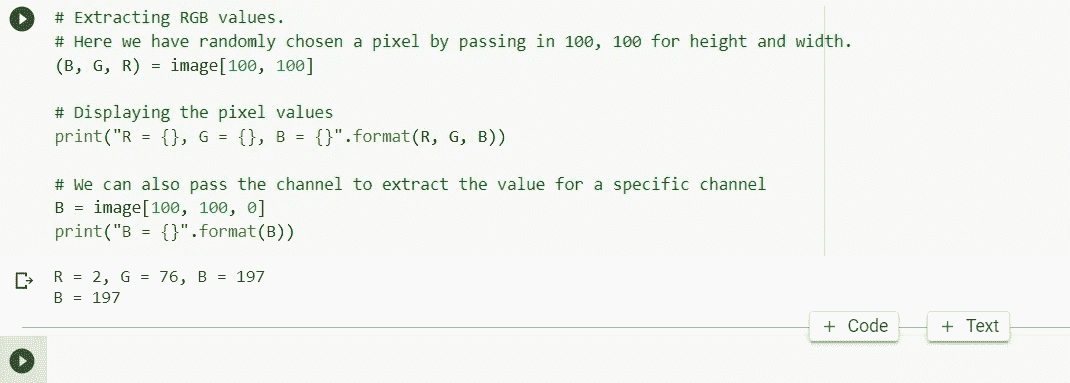 # Extracting RGB values.
# Here we have randomly chosen a pixel by passing in 100, 100 for height and width.
(B, G, R) = image[100, 100]
# Displaying the pixel values
print("R = {}, G = {}, B = {}".format(R, G, B))
# We can also pass the channel to extract the value for a specific channel
B = image[100, 100, 0]
print("B = {}".format(B))
R = 2, G = 76, B = 197
B = 197
+ Code + Text